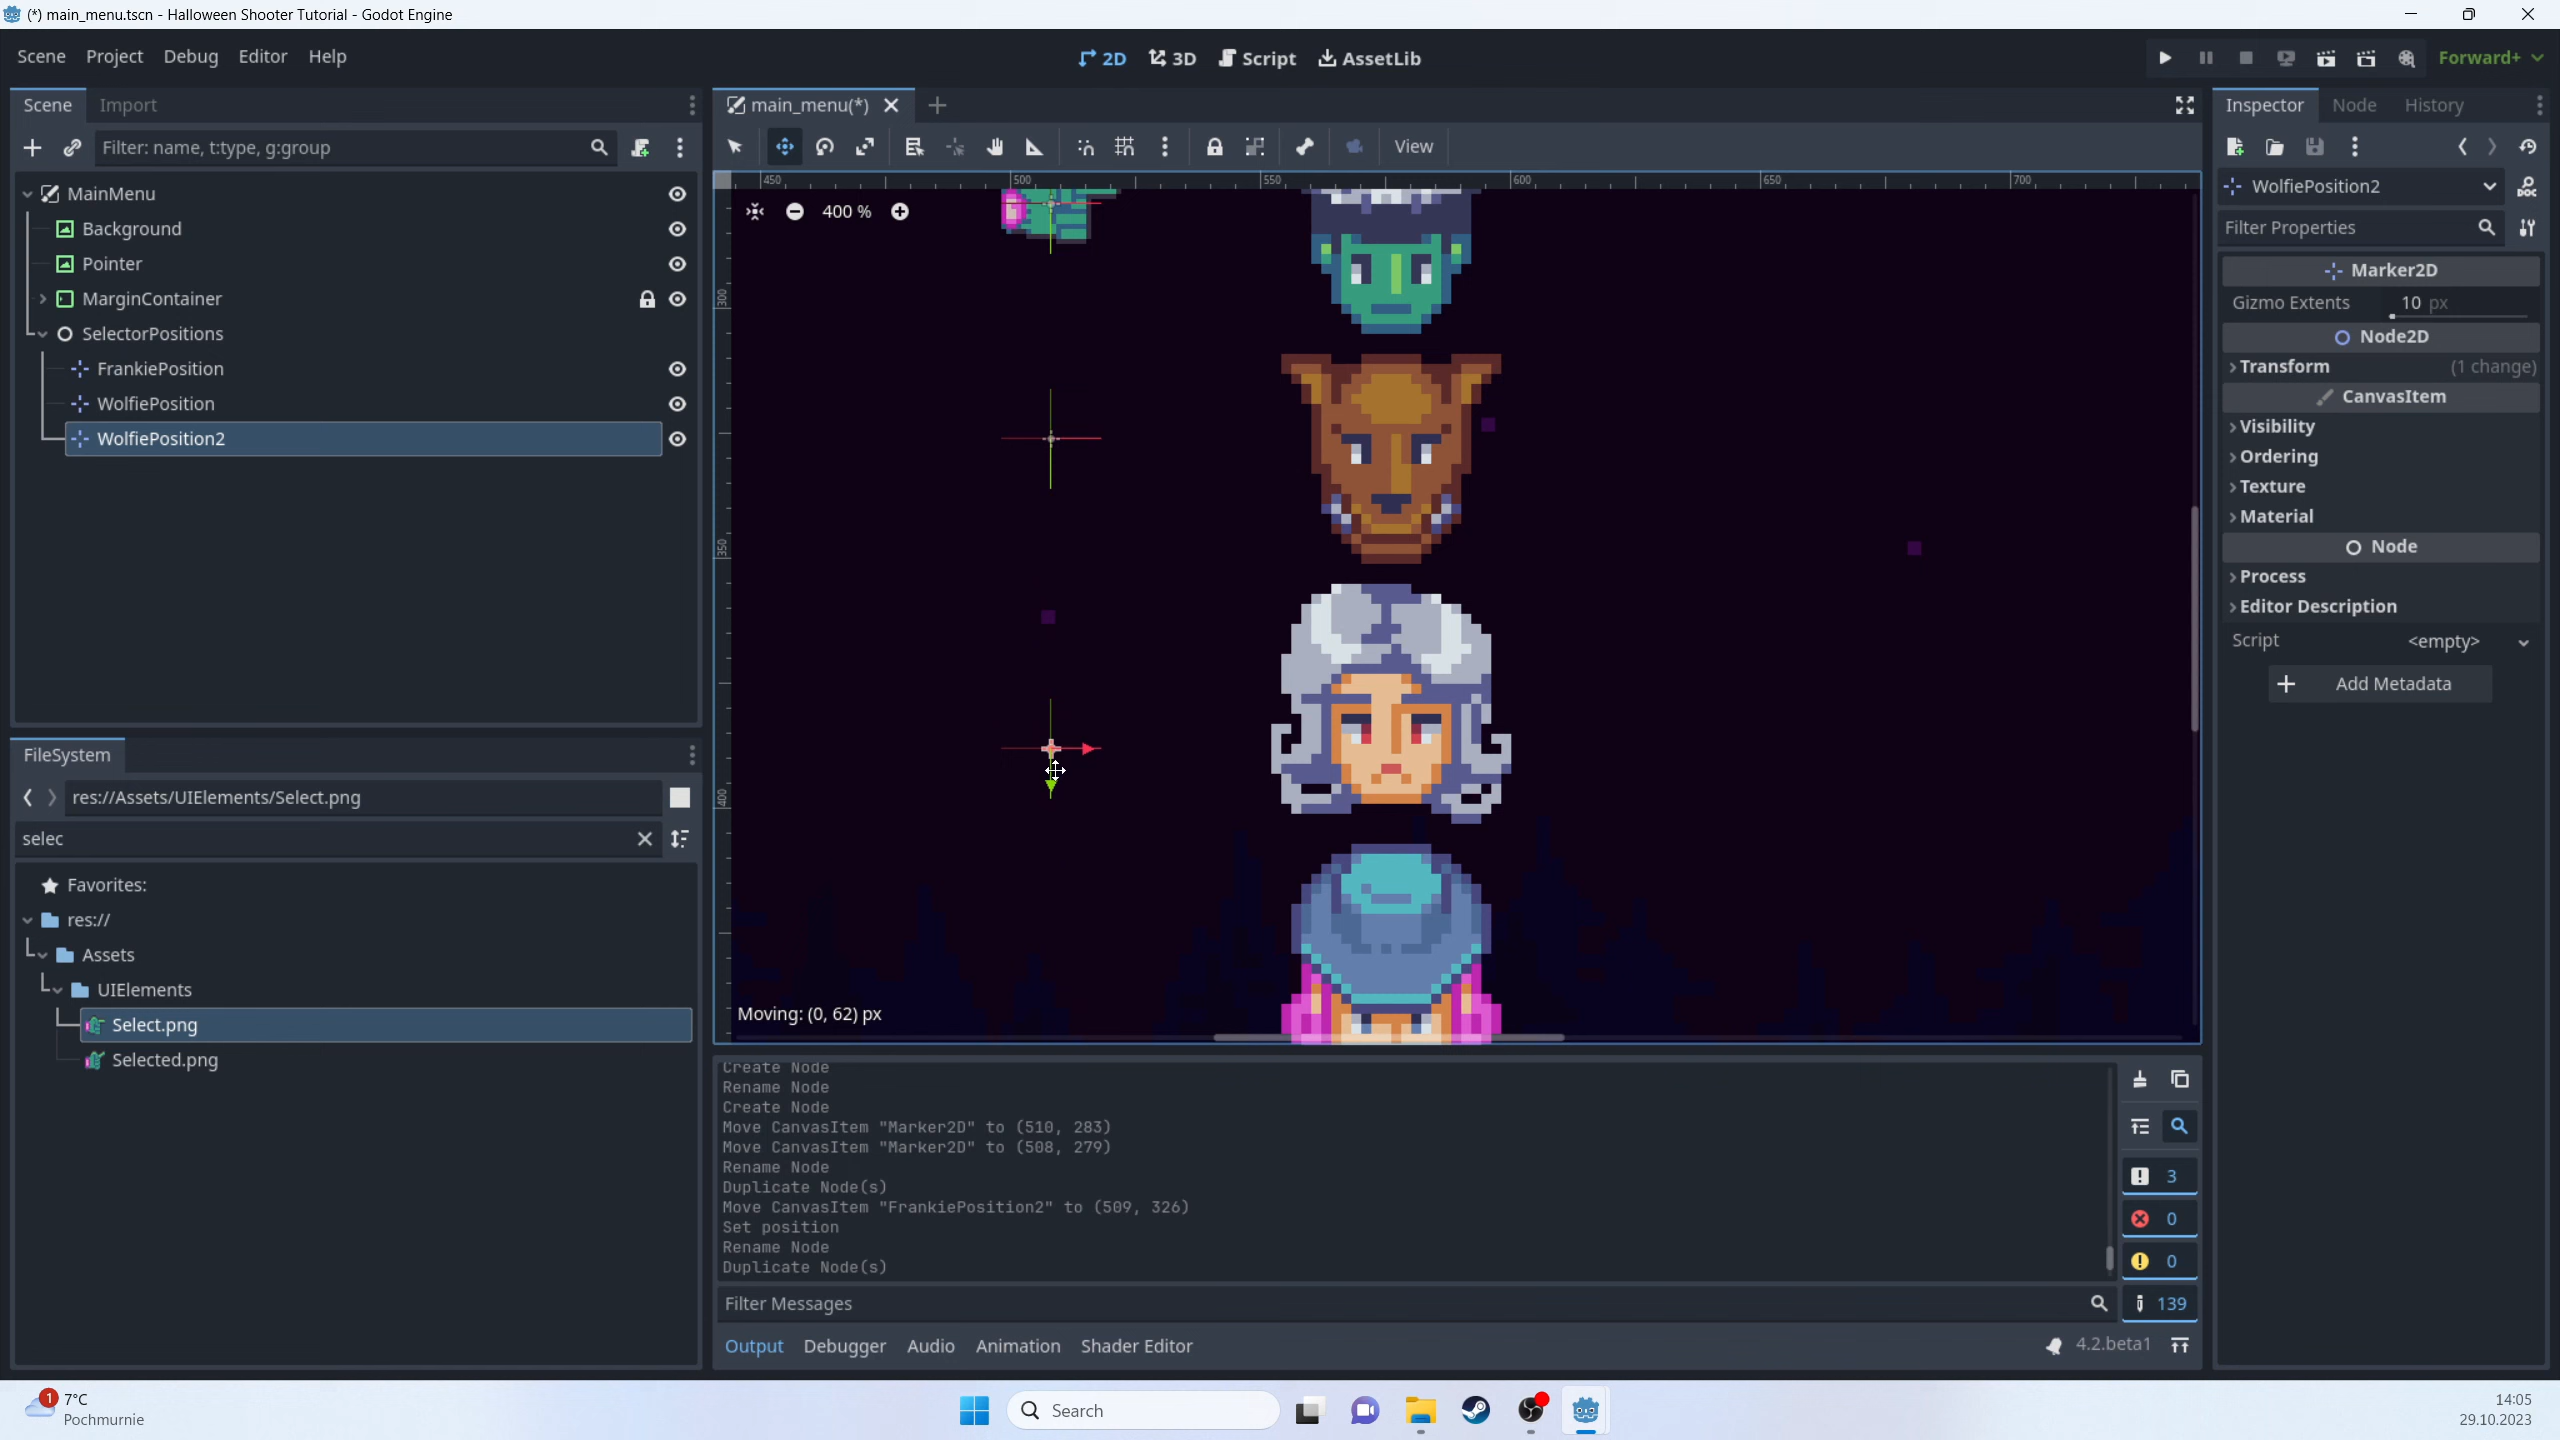 (*) main_menu.tscn - Halloween Shooter Tutorial - Godot Engine
Scene Project Debug Editor Help
2D 3D Script AssetLib
Forward+
Scene Import
main_menu(*)
Inspector Node History
Filter: name, t:type, g:group
View
MainMenu
Background
Pointer
MarginContainer
SelectorPositions
FrankiePosition
WolfiePosition
WolfiePosition2
450 500 550 600 650 700
400 %
300
350
400
Moving: (0, 62) px
WolfiePosition2
Filter Properties
Marker2D
Gizmo Extents 10 px
Node2D
Transform (1 change)
CanvasItem
Visibility
Ordering
Texture
Material
Node
Process
Editor Description
Script <empty>
Add Metadata
FileSystem
res://Assets/UIElements/Select.png
selec
Favorites:
res://
Assets
UIElements
Select.png
Selected.png
Create Node
Rename Node
Create Node
Move CanvasItem "Marker2D" to (510, 283)
Move CanvasItem "Marker2D" to (508, 279)
Rename Node
Duplicate Node(s)
Move CanvasItem "FrankiePosition2" to (509, 326)
Set position
Rename Node
Duplicate Node(s)
3
0
0
139
Filter Messages
Output Debugger Audio Animation Shader Editor
4.2.beta1
1
7°C
Pochmurnie
Search
14:05
29.10.2023